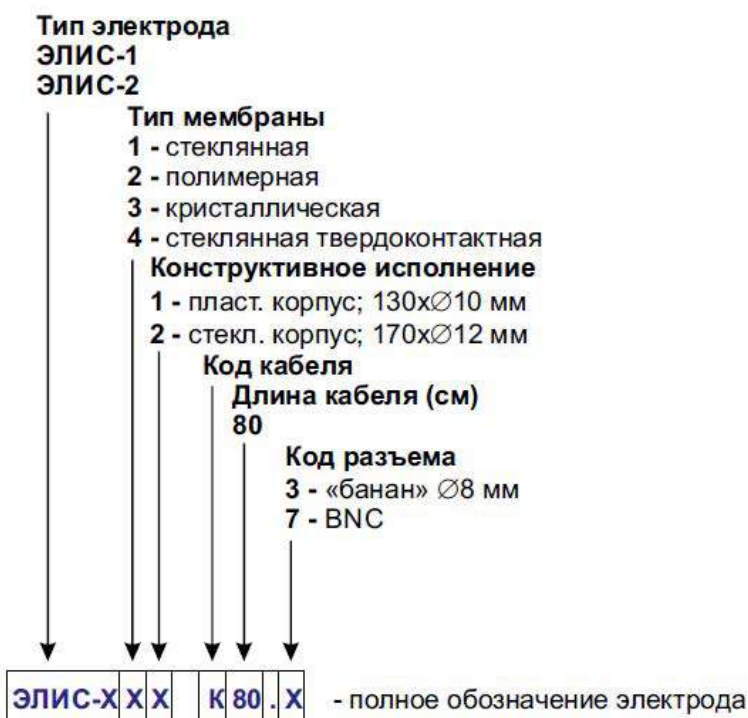 Тип электрода
ЭЛИС-1
ЭЛИС-2
Тип мембраны
1 - стеклянная
2 - полимерная
3 - кристаллическая
4 - стеклянная твердоконтактная
Конструктивное исполнение
1 - пласт. корпус; 130x∅10 мм
2 - стекл. корпус; 170x∅12 мм
Код кабеля
Длина кабеля (см)
80
Код разъема
3 - «банан» ∅8 мм
7 - BNC
ЭЛИС-Х Х Х К 80 . Х - полное обозначение электрода